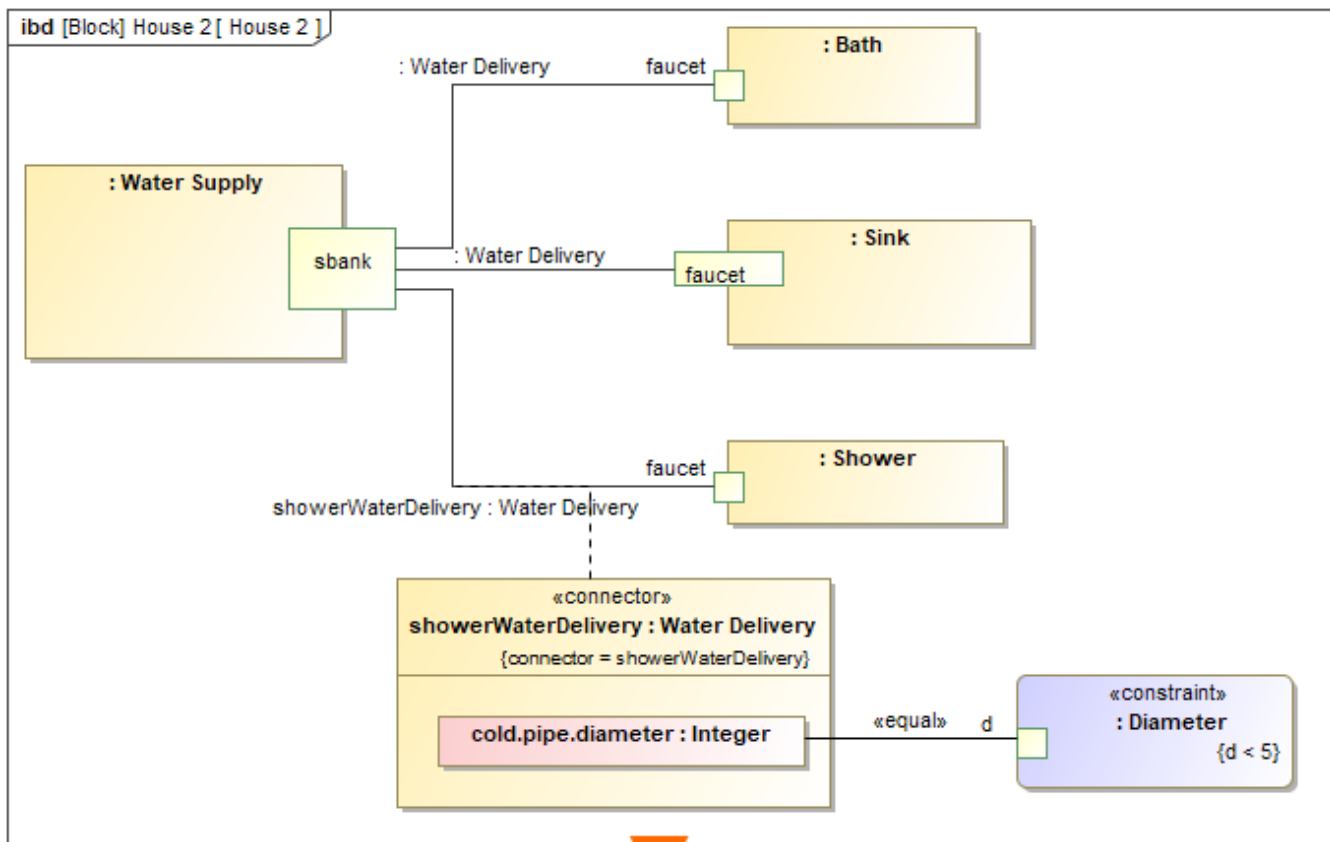 ibd [Block] House 2 [ House 2 ]
: Water Delivery
faucet
: Bath
: Water Supply
sbank
: Water Delivery
faucet
: Sink
faucet
: Shower
showerWaterDelivery : Water Delivery
«connector»
showerWaterDelivery : Water Delivery
{connector = showerWaterDelivery}
cold.pipe.diameter : Integer
«equal»
d
«constraint»
: Diameter
{d < 5}